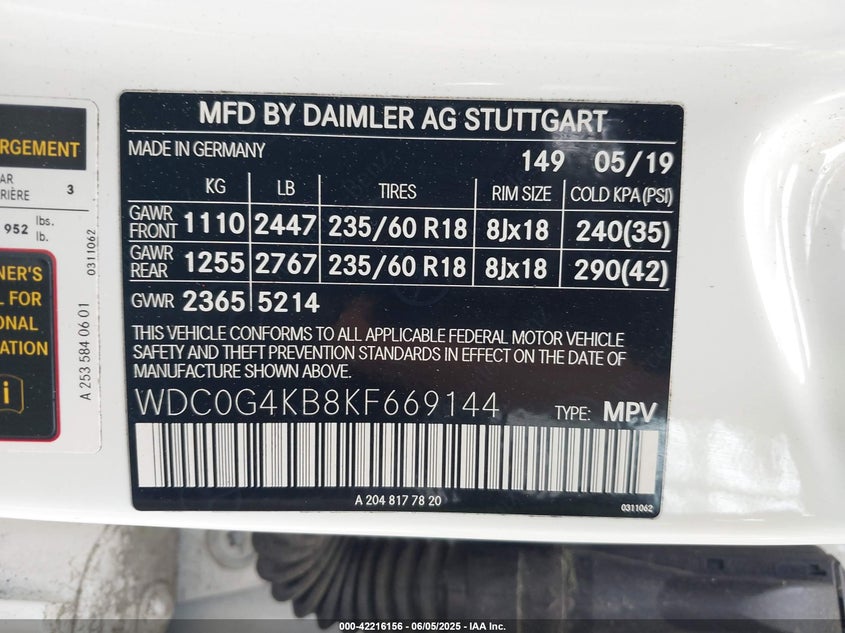 RGEMENT
AR
RIÈRE 3
952 lbs.
lb.
0311062
NER'S
L FOR
ONAL
ATION
i
A 253 584 06 01
MFD BY DAIMLER AG STUTTGART
MADE IN GERMANY 149 05/19
KG LB TIRES RIM SIZE COLD KPA (PSI)
GAWR FRONT 1110 2447 235/60 R18 8Jx18 240(35)
GAWR REAR 1255 2767 235/60 R18 8Jx18 290(42)
GVWR 2365 5214
THIS VEHICLE CONFORMS TO ALL APPLICABLE FEDERAL MOTOR VEHICLE
SAFETY AND THEFT PREVENTION STANDARDS IN EFFECT ON THE DATE OF
MANUFACTURE SHOWN ABOVE.
WDC0G4KB8KF669144 TYPE: MPV
A 204 817 78 20
0311062
000-42216156 - 06/05/2025 - IAA Inc.